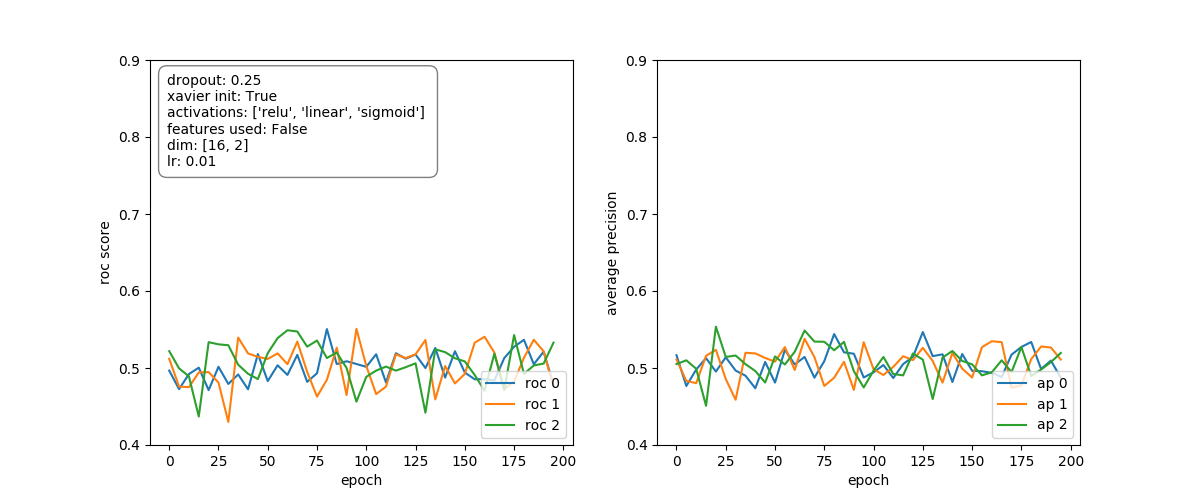 0.9
0.8
0.7
0.6
0.5
0.4
roc score
dropout: 0.25
xavier init: True
activations: ['relu', 'linear', 'sigmoid']
features used: False
dim: [16, 2]
lr: 0.01
roc 0
roc 1
roc 2
0 25 50 75 100 125 150 175 200
epoch
0.9
0.8
0.7
0.6
0.5
0.4
average precision
ap 0
ap 1
ap 2
0 25 50 75 100 125 150 175 200
epoch